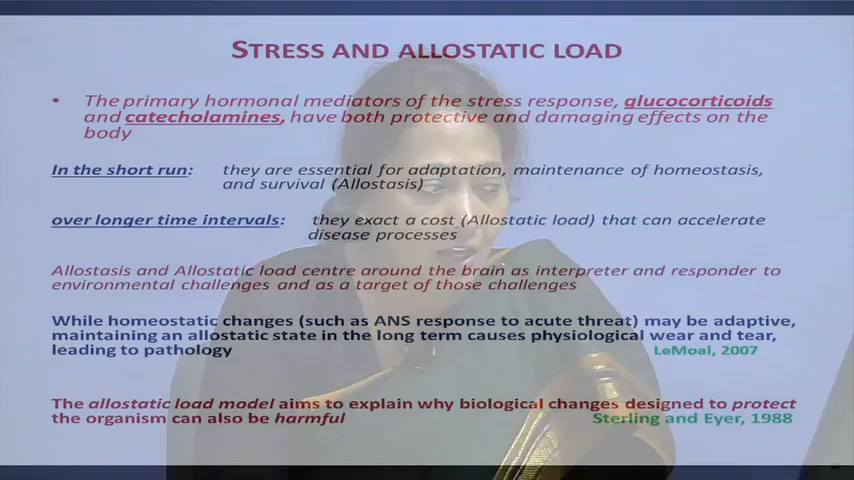 STRESS AND ALLOSTATIC LOAD
• The primary hormonal mediators of the stress response, glucocorticoids
and catecholamines, have both protective and damaging effects on the
body
In the short run: they are essential for adaptation, maintenance of homeostasis,
and survival (Allostasis)
over longer time intervals: they exact a cost (Allostatic load) that can accelerate
disease processes
Allostasis and Allostatic load centre around the brain as interpreter and responder to
environmental challenges and as a target of those challenges
While homeostatic changes (such as ANS response to acute threat) may be adaptive,
maintaining an allostatic state in the long term causes physiological wear and tear,
leading to pathology LeMoal, 2007
The allostatic load model aims to explain why biological changes designed to protect
the organism can also be harmful Sterling and Eyer, 1988